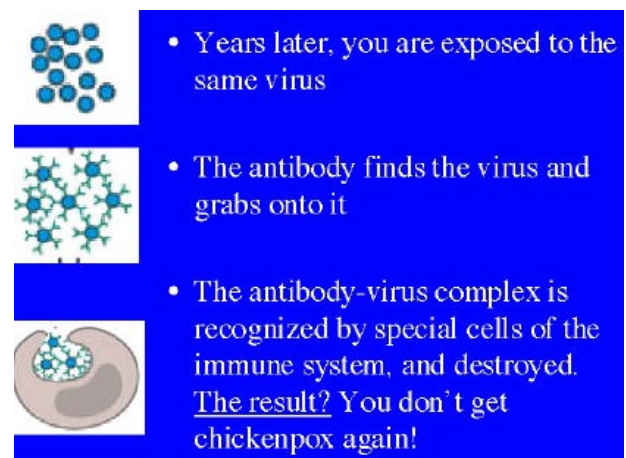 • Years later, you are exposed to the
same virus
• The antibody finds the virus and
grabs onto it
• The antibody-virus complex is
recognized by special cells of the
immune system, and destroyed.
The result? You don't get
chickenpox again!